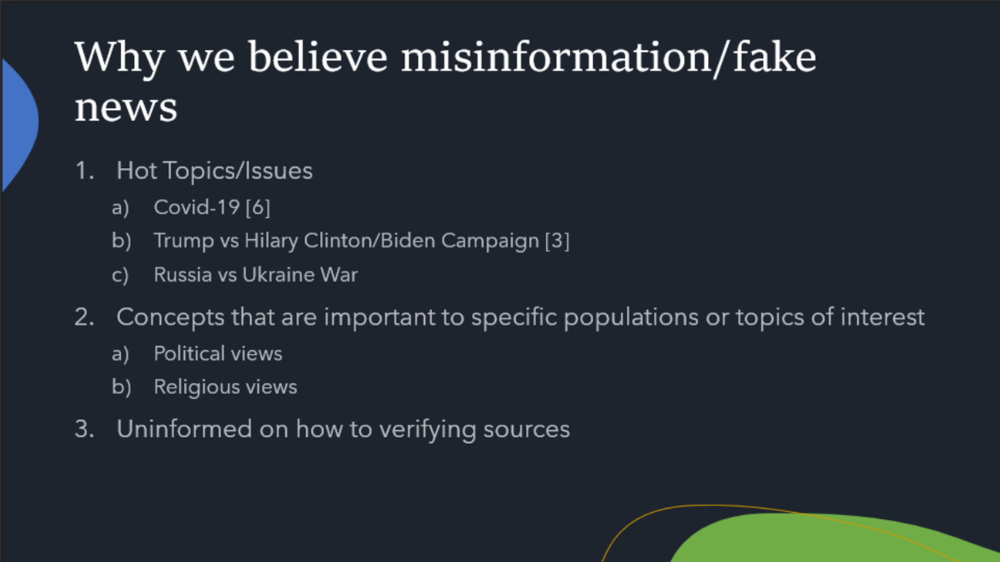 Why we believe misinformation/fake
news
1. Hot Topics/Issues
a) Covid-19 [6]
b) Trump vs Hilary Clinton/Biden Campaign [3]
c) Russia vs Ukraine War
2. Concepts that are important to specific populations or topics of interest
a) Political views
b) Religious views
3. Uninformed on how to verifying sources